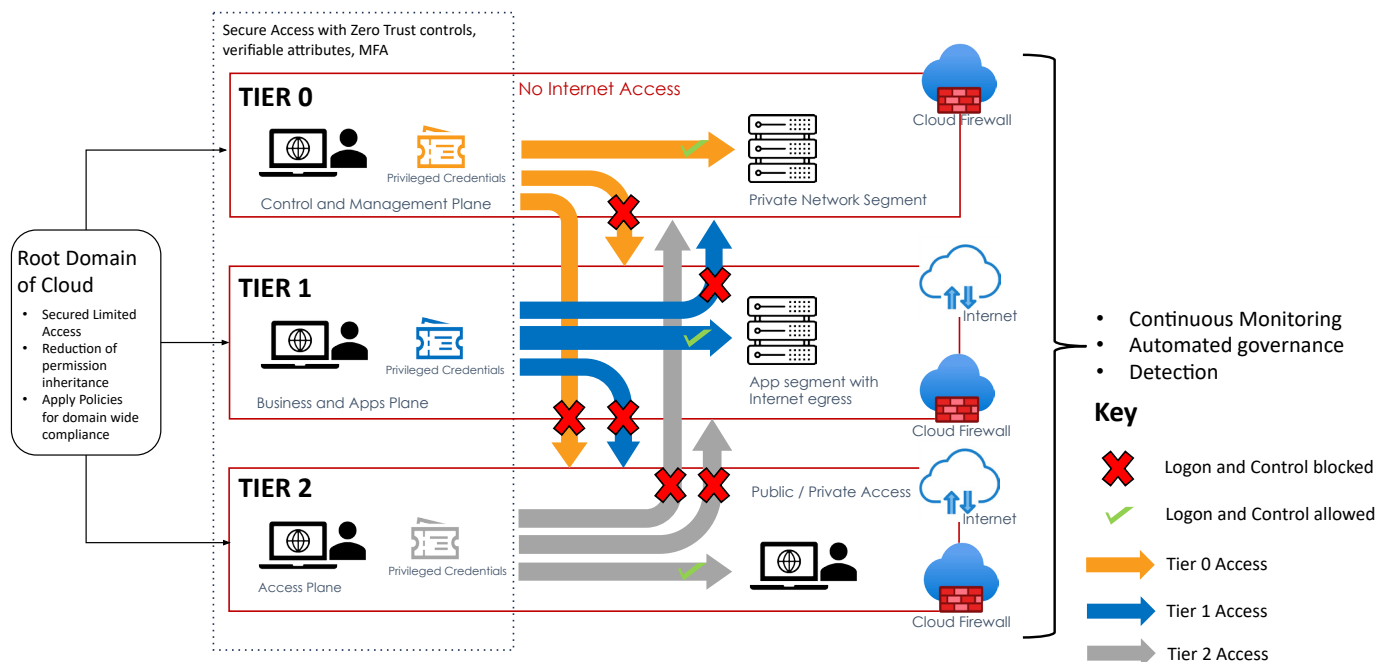 Secure Access with Zero Trust controls,
verifiable attributes, MFA
TIER 0
No Internet Access
Cloud Firewall
Privileged Credentials
Control and Management Plane
Private Network Segment
Root Domain
of Cloud
• Secured Limited
Access
• Reduction of
permission
inheritance
• Apply Policies
for domain wide
compliance
TIER 1
Internet
Privileged Credentials
Business and Apps Plane
App segment with
Internet egress
Cloud Firewall
TIER 2
Public / Private Access
Internet
Privileged Credentials
Access Plane
Cloud Firewall
• Continuous Monitoring
• Automated governance
• Detection
Key
Logon and Control blocked
Logon and Control allowed
Tier 0 Access
Tier 1 Access
Tier 2 Access